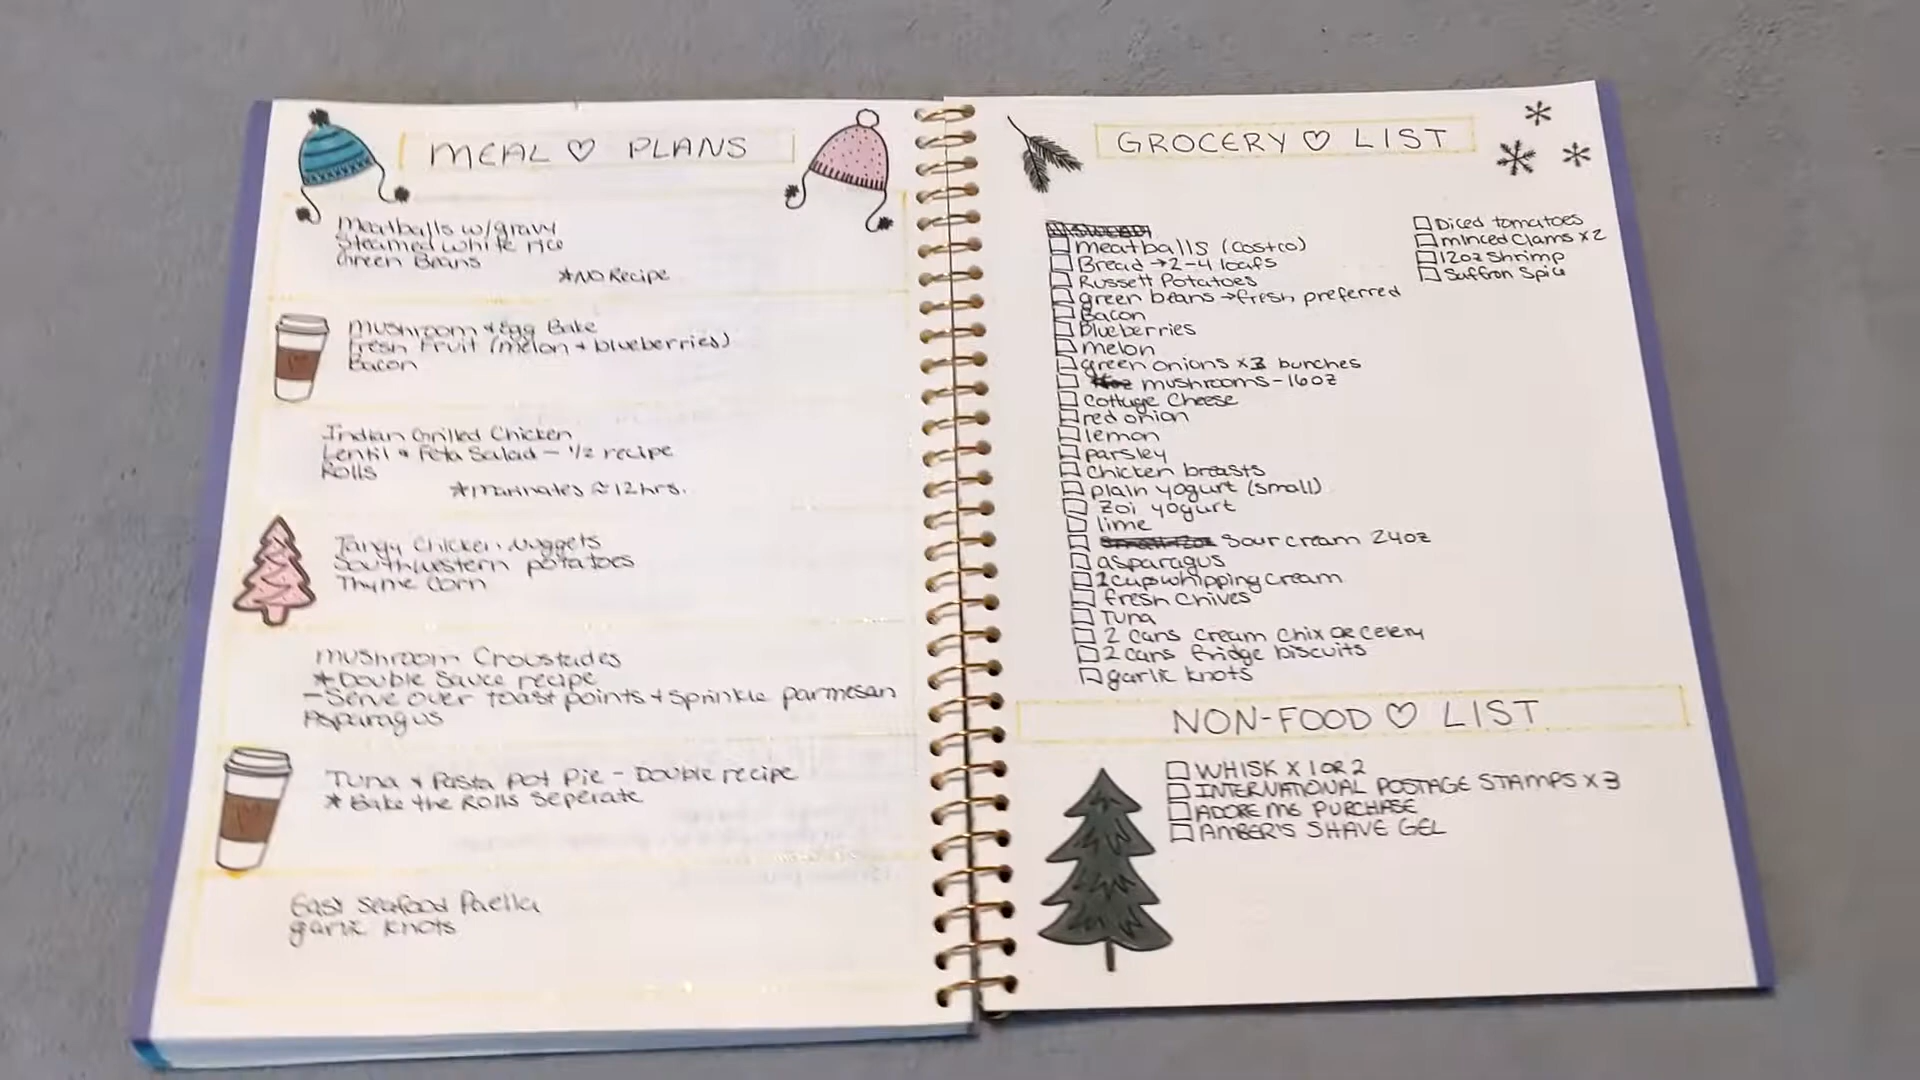 MEAL ♡ PLANS
Meatballs w/gravy
Steamed white rice
Green Beans
*NO Recipe
Mushroom & Egg Bake
Fresh Fruit (melon + blueberries)
Bacon
Indian Grilled Chicken
Lentil & Feta Salad - 1/2 recipe
Rolls
*marinates ≈ 12hrs.
Tangy Chicken Nuggets
Southwestern potatoes
Thyme Corn
Mushroom Croustades
*Double Sauce recipe
-Serve over toast points + sprinkle parmesan
Asparagus
Tuna & Pasta Pot Pie - Double recipe
* Bake the Rolls Seperate
Easy Seafood Paella
garlic knots
GROCERY ♡ LIST
meatballs (costco)
Bread →2-4 loafs
Russett Potatoes
green beans →fresh preferred
Bacon
Blueberries
melon
green onions x3 bunches
mushrooms-16oz
Cottage Cheese
red onion
lemon
parsley
Chicken breasts
plain yogurt (small)
Zoi yogurt
lime
Sour cream 24oz
asparagus
2 cups whipping cream
fresh chives
Tuna
2 cans cream chix OR celery
2 cans fridge biscuits
garlic knots
Diced tomatoes
minced Clams x2
12oz Shrimp
Saffron Spice
NON-FOOD ♡ LIST
WHISK X 1 OR 2
INTERNATIONAL POSTAGE STAMPS X 3
ADORE ME PURCHASE
AMBER'S SHAVE GEL